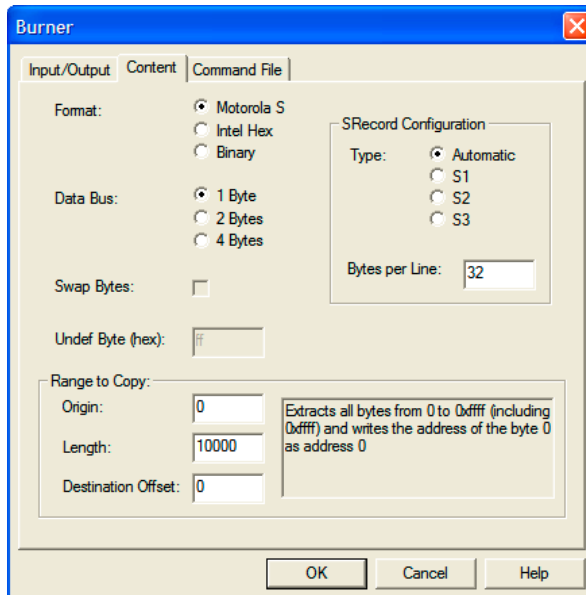 Burner
Input/Output Content Command File
Format: Motorola S
Intel Hex
Binary
SRecord Configuration
Type: Automatic
S1
S2
S3
Bytes per Line: 32
Data Bus: 1 Byte
2 Bytes
4 Bytes
Swap Bytes:
Undef Byte (hex): ff
Range to Copy:
Origin: 0
Length: 10000
Destination Offset: 0
Extracts all bytes from 0 to 0xffff (including
0xffff) and writes the address of the byte 0
as address 0
OK Cancel Help